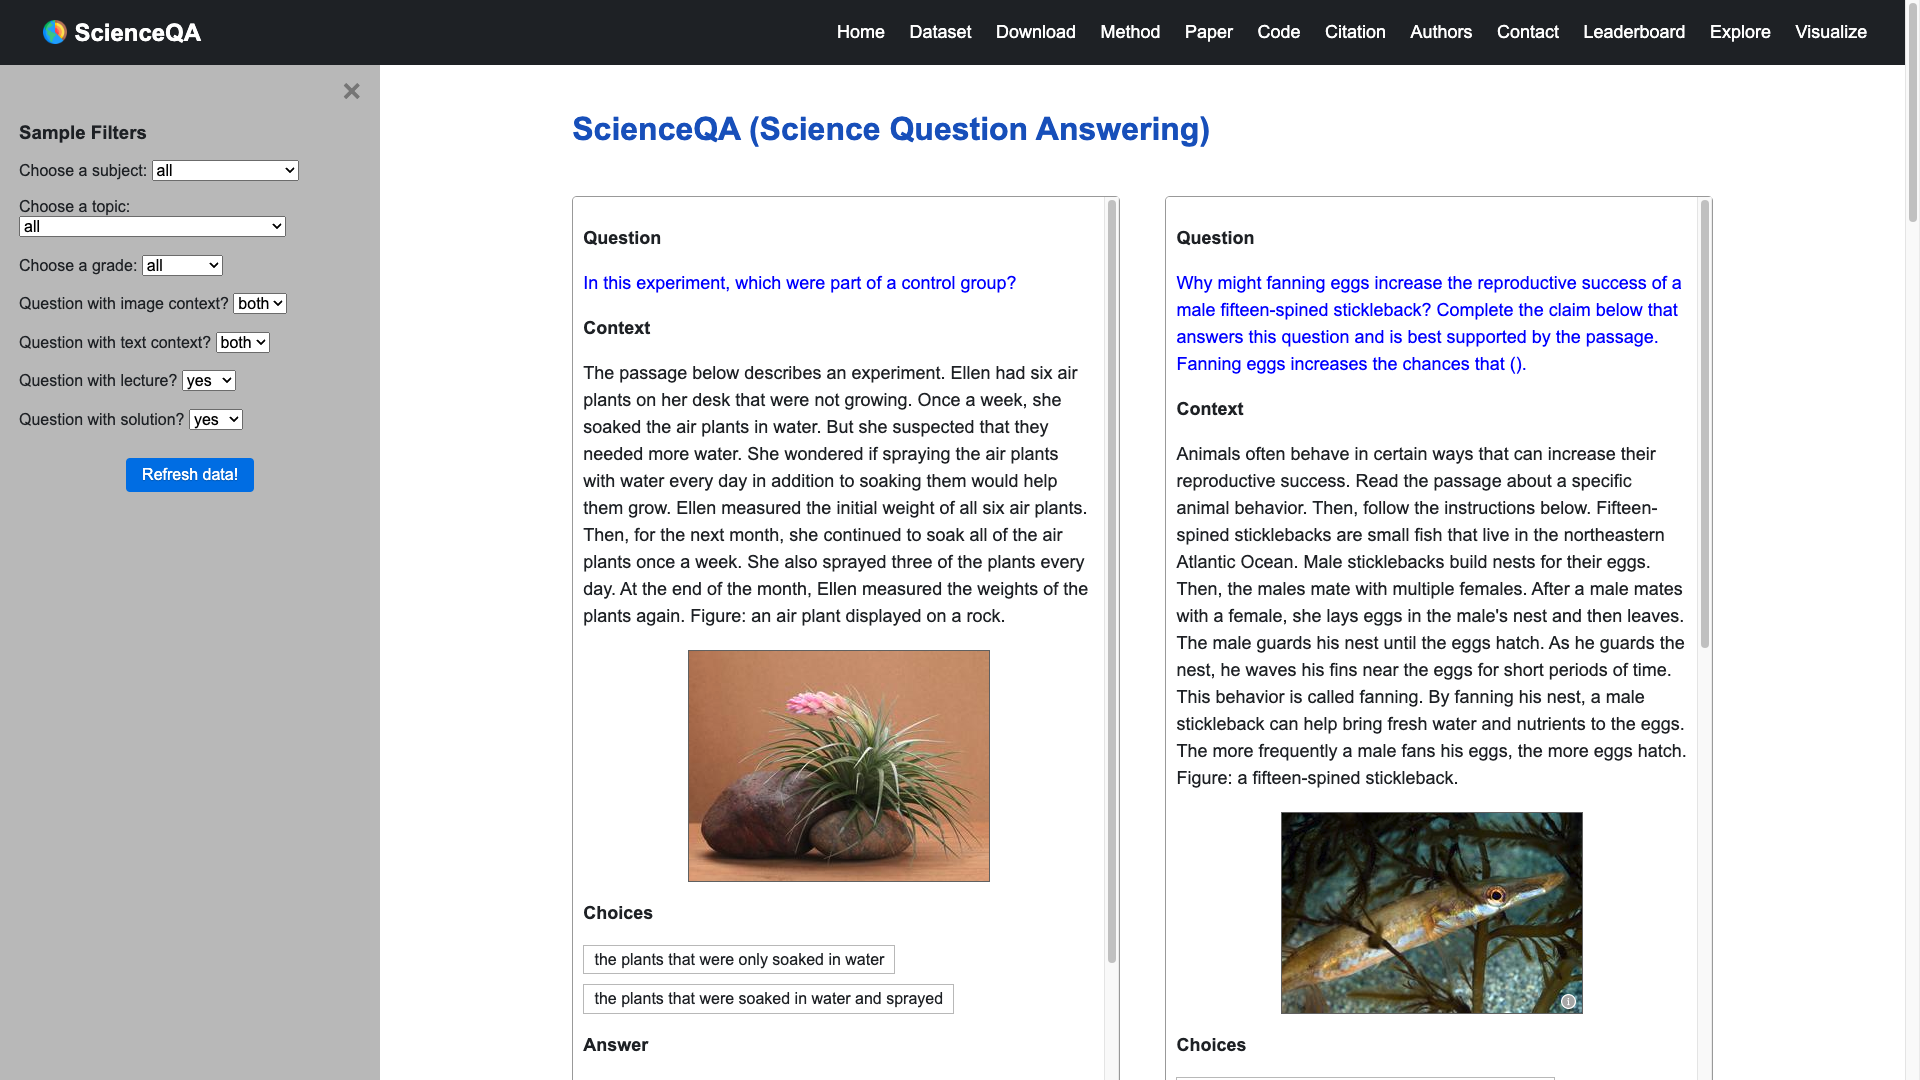 ScienceQA
Home Dataset Download Method Paper Code Citation Authors Contact Leaderboard Explore Visualize
×
Sample Filters
Choose a subject: all
Choose a topic:
all
Choose a grade: all
Question with image context? both
Question with text context? both
Question with lecture? yes
Question with solution? yes
Refresh data!
ScienceQA (Science Question Answering)
Question
In this experiment, which were part of a control group?
Context
The passage below describes an experiment. Ellen had six air
plants on her desk that were not growing. Once a week, she
soaked the air plants in water. But she suspected that they
needed more water. She wondered if spraying the air plants
with water every day in addition to soaking them would help
them grow. Ellen measured the initial weight of all six air plants.
Then, for the next month, she continued to soak all of the air
plants once a week. She also sprayed three of the plants every
day. At the end of the month, Ellen measured the weights of the
plants again. Figure: an air plant displayed on a rock.
Choices
the plants that were only soaked in water
the plants that were soaked in water and sprayed
Answer
Question
Why might fanning eggs increase the reproductive success of a
male fifteen-spined stickleback? Complete the claim below that
answers this question and is best supported by the passage.
Fanning eggs increases the chances that ().
Context
Animals often behave in certain ways that can increase their
reproductive success. Read the passage about a specific
animal behavior. Then, follow the instructions below. Fifteen-
spined sticklebacks are small fish that live in the northeastern
Atlantic Ocean. Male sticklebacks build nests for their eggs.
Then, the males mate with multiple females. After a male mates
with a female, she lays eggs in the male's nest and then leaves.
The male guards his nest until the eggs hatch. As he guards the
nest, he waves his fins near the eggs for short periods of time.
This behavior is called fanning. By fanning his nest, a male
stickleback can help bring fresh water and nutrients to the eggs.
The more frequently a male fans his eggs, the more eggs hatch.
Figure: a fifteen-spined stickleback.
i
Choices